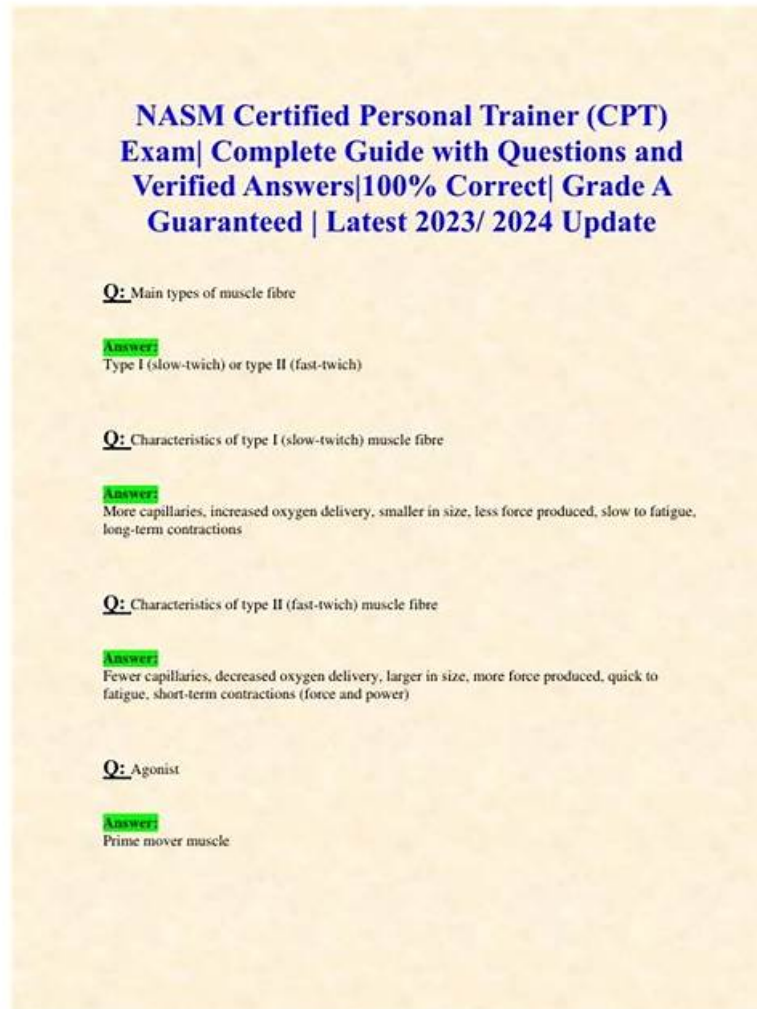 NASM Certified Personal Trainer (CPT)
Exam| Complete Guide with Questions and
Verified Answers|100% Correct| Grade A
Guaranteed | Latest 2023/ 2024 Update
Q: Main types of muscle fibre
Answer:
Type I (slow-twich) or type II (fast-twich)
Q: Characteristics of type I (slow-twitch) muscle fibre
Answer:
More capillaries, increased oxygen delivery, smaller in size, less force produced, slow to fatigue,
long-term contractions
Q: Characteristics of type II (fast-twich) muscle fibre
Answer:
Fewer capillaries, decreased oxygen delivery, larger in size, more force produced, quick to
fatigue, short-term contractions (force and power)
Q: Agonist
Answer:
Prime mover muscle